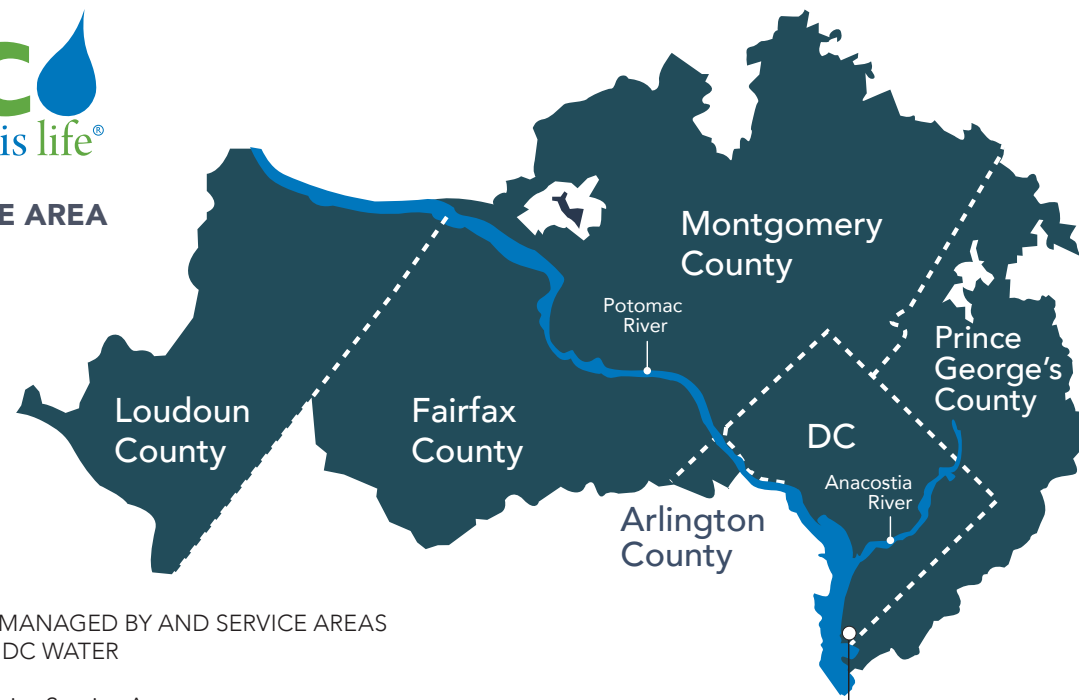 C
is life®
E AREA
Montgomery
County
Potomac
River
Prince
George's
County
Loudoun
County
Fairfax
County
DC
Anacostia
River
Arlington
County
MANAGED BY AND SERVICE AREAS
DC WATER